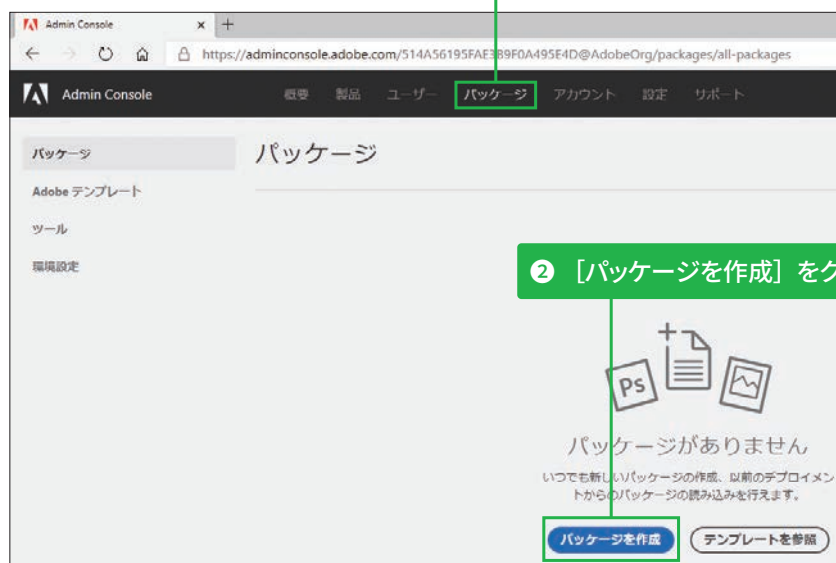 Admin Console
https://adminconsole.adobe.com/514A56195FAE3B9F0A495E4D@AdobeOrg/packages/all-packages
Admin Console 概要 製品 ユーザー パッケージ アカウント 設定 サポート
パッケージ
Adobe テンプレート
ツール
環境設定
パッケージ
❷ ［パッケージを作成］をク
Ps
パッケージがありません
いつでも新しいパッケージの作成、以前のデプロイメン
トからのパッケージの読み込みを行えます。
パッケージを作成 テンプレートを参照